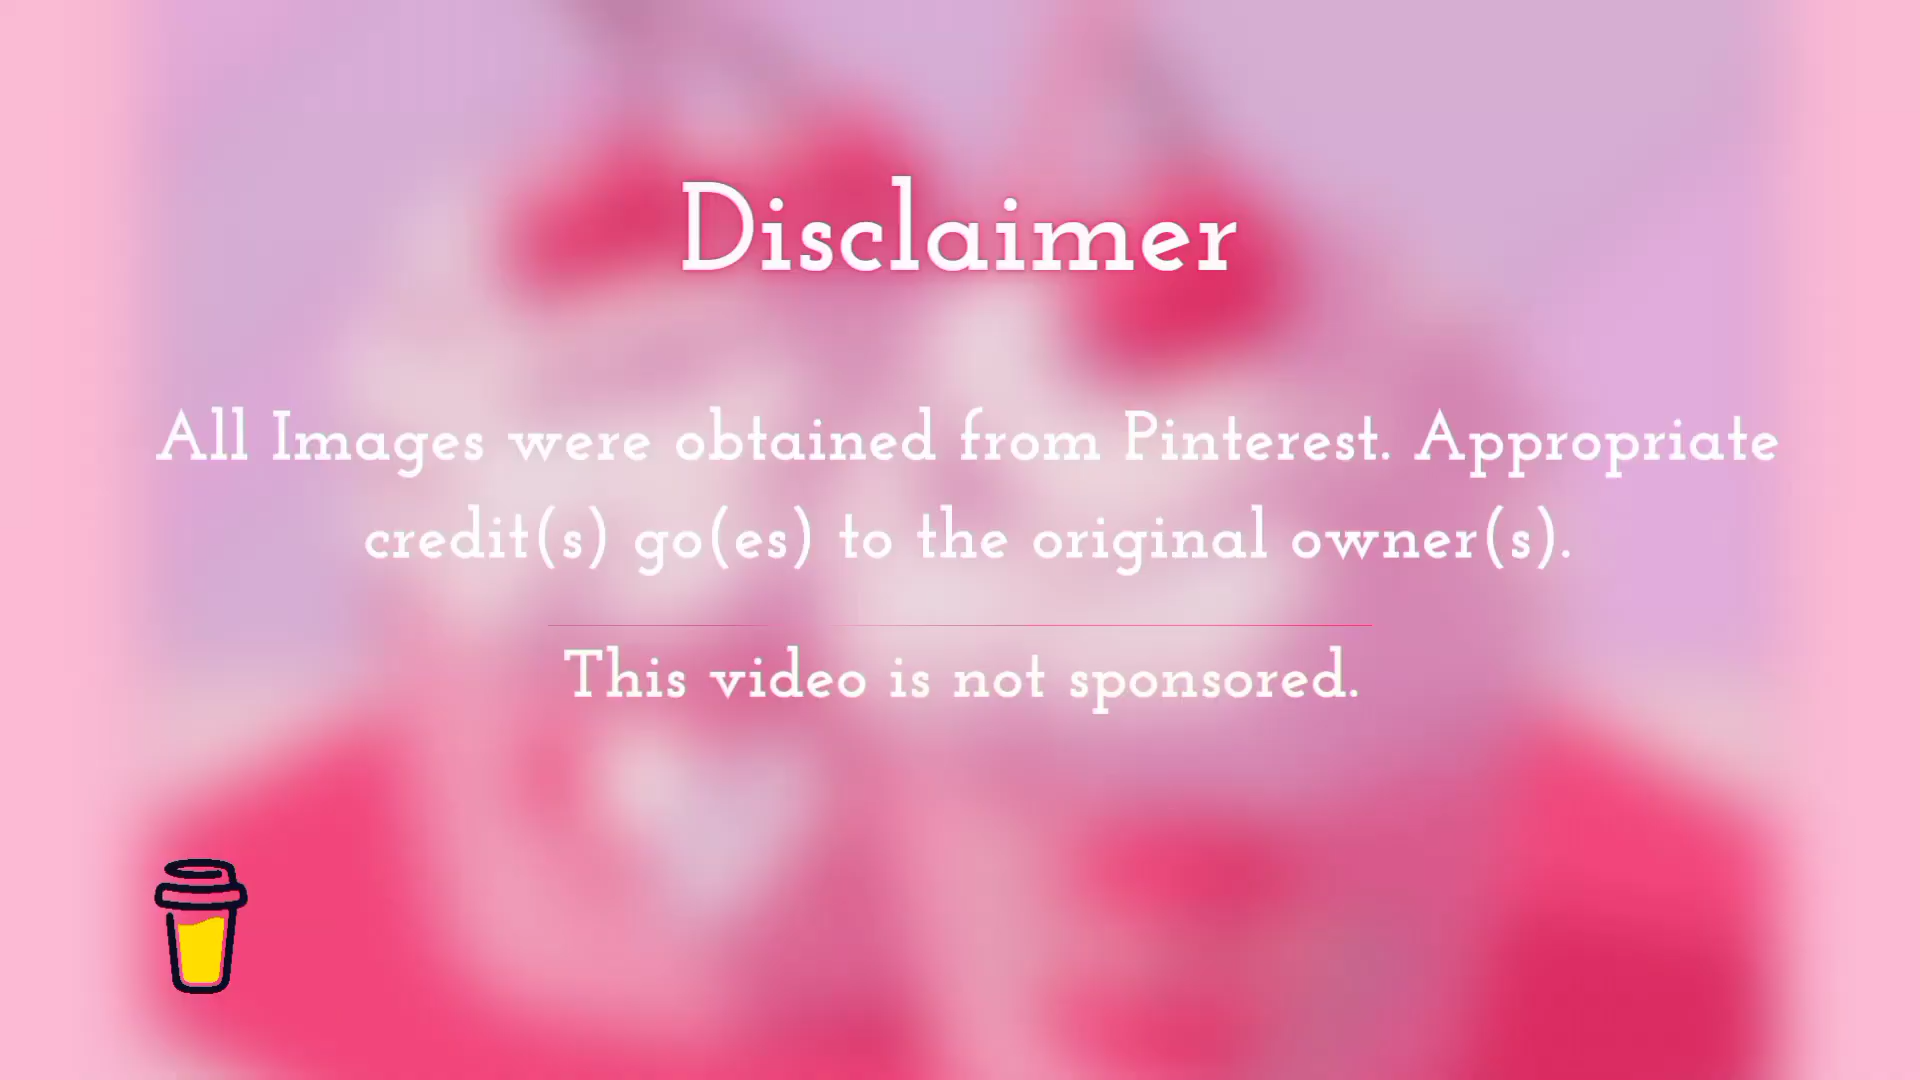 Disclaimer
All Images were obtained from Pinterest. Appropriate
credit(s) go(es) to the original owner(s).
This video is not sponsored.